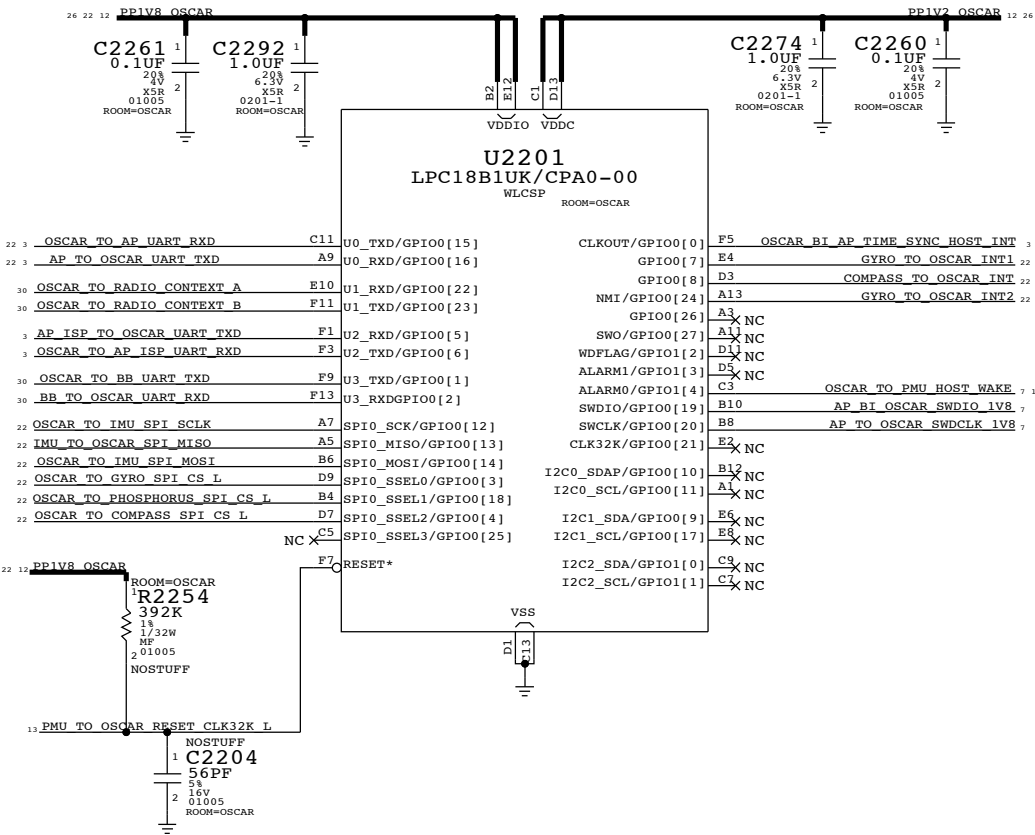 26 22 12 PP1V8_OSCAR
PP1V2_OSCAR 12 26
C2261 1
0.1UF
20%
4V
X5R 2
01005
ROOM=OSCAR
C2292 1
1.0UF
20%
6.3V
X5R 2
0201-1
ROOM=OSCAR
C2274 1
1.0UF
20%
6.3V
X5R 2
0201-1
ROOM=OSCAR
C2260 1
0.1UF
20%
4V
X5R 2
01005
ROOM=OSCAR
B2 E12 C1 D13
VDDIO VDDC
U2201
LPC18B1UK/CPA0-00
WLCSP
ROOM=OSCAR
22 3 OSCAR_TO_AP_UART_RXD C11 U0_TXD/GPIO0[15]
22 3 AP_TO_OSCAR_UART_TXD A9 U0_RXD/GPIO0[16]
30 OSCAR_TO_RADIO_CONTEXT_A E10 U1_RXD/GPIO0[22]
30 OSCAR_TO_RADIO_CONTEXT_B F11 U1_TXD/GPIO0[23]
3 AP_ISP_TO_OSCAR_UART_TXD F1 U2_RXD/GPIO0[5]
3 OSCAR_TO_AP_ISP_UART_RXD F3 U2_TXD/GPIO0[6]
30 OSCAR_TO_BB_UART_TXD F9 U3_TXD/GPIO0[1]
30 BB_TO_OSCAR_UART_RXD F13 U3_RXDGPIO0[2]
22 OSCAR_TO_IMU_SPI_SCLK A7 SPI0_SCK/GPIO0[12]
22 IMU_TO_OSCAR_SPI_MISO A5 SPI0_MISO/GPIO0[13]
22 OSCAR_TO_IMU_SPI_MOSI B6 SPI0_MOSI/GPIO0[14]
22 OSCAR_TO_GYRO_SPI_CS_L D9 SPI0_SSEL0/GPIO0[3]
22 OSCAR_TO_PHOSPHORUS_SPI_CS_L B4 SPI0_SSEL1/GPIO0[18]
22 OSCAR_TO_COMPASS_SPI_CS_L D7 SPI0_SSEL2/GPIO0[4]
NC C5 SPI0_SSEL3/GPIO0[25]
F7 RESET*
CLKOUT/GPIO0[0] F5 OSCAR_BI_AP_TIME_SYNC_HOST_INT 3
GPIO0[7] E4 GYRO_TO_OSCAR_INT1 22
GPIO0[8] D3 COMPASS_TO_OSCAR_INT 22
NMI/GPIO0[24] A13 GYRO_TO_OSCAR_INT2 22
GPIO0[26] A3 NC
SWO/GPIO0[27] A11 NC
WDFLAG/GPIO1[2] D11 NC
ALARM1/GPIO1[3] D5 NC
ALARM0/GPIO1[4] C3 OSCAR_TO_PMU_HOST_WAKE 7 1
SWDIO/GPIO0[19] B10 AP_BI_OSCAR_SWDIO_1V8 7
SWCLK/GPIO0[20] B8 AP_TO_OSCAR_SWDCLK_1V8 7
CLK32K/GPIO0[21] E2 NC
I2C0_SDAP/GPIO0[10] B12 NC
I2C0_SCL/GPIO0[11] A1 NC
I2C1_SDA/GPIO0[9] E6 NC
I2C1_SCL/GPIO0[17] E8 NC
I2C2_SDA/GPIO1[0] C9 NC
I2C2_SCL/GPIO1[1] C7 NC
VSS
D1 C13
22 12 PP1V8_OSCAR
ROOM=OSCAR
1 R2254
392K
1%
1/32W
MF
2 01005
NOSTUFF
13 PMU_TO_OSCAR_RESET_CLK32K_L
NOSTUFF
1 C2204
56PF
5%
16V
2 01005
ROOM=OSCAR